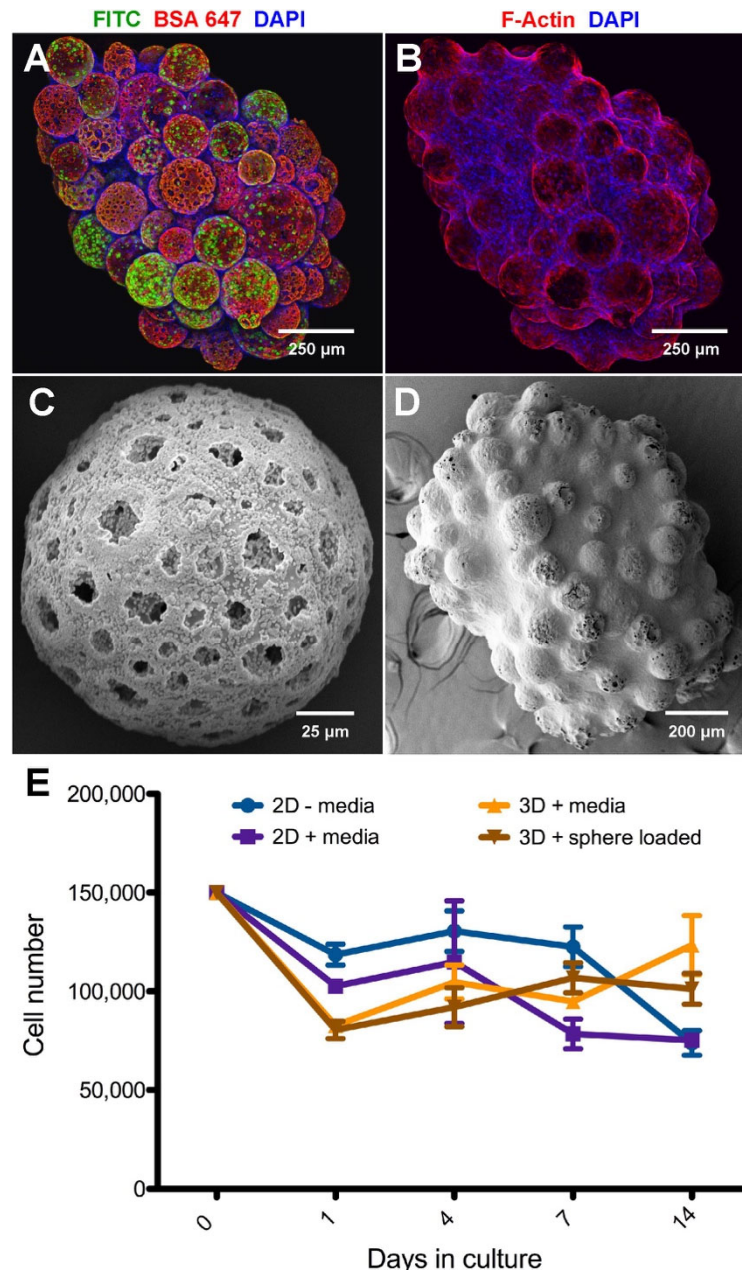 FITC BSA 647 DAPI
F-Actin DAPI
A
B
250 µm
250 µm
C
D
25 µm
200 µm
E
2D - media
3D + media
2D + media
3D + sphere loaded
200,000
150,000
100,000
50,000
0
Cell number
0
1
4
7
14
Days in culture